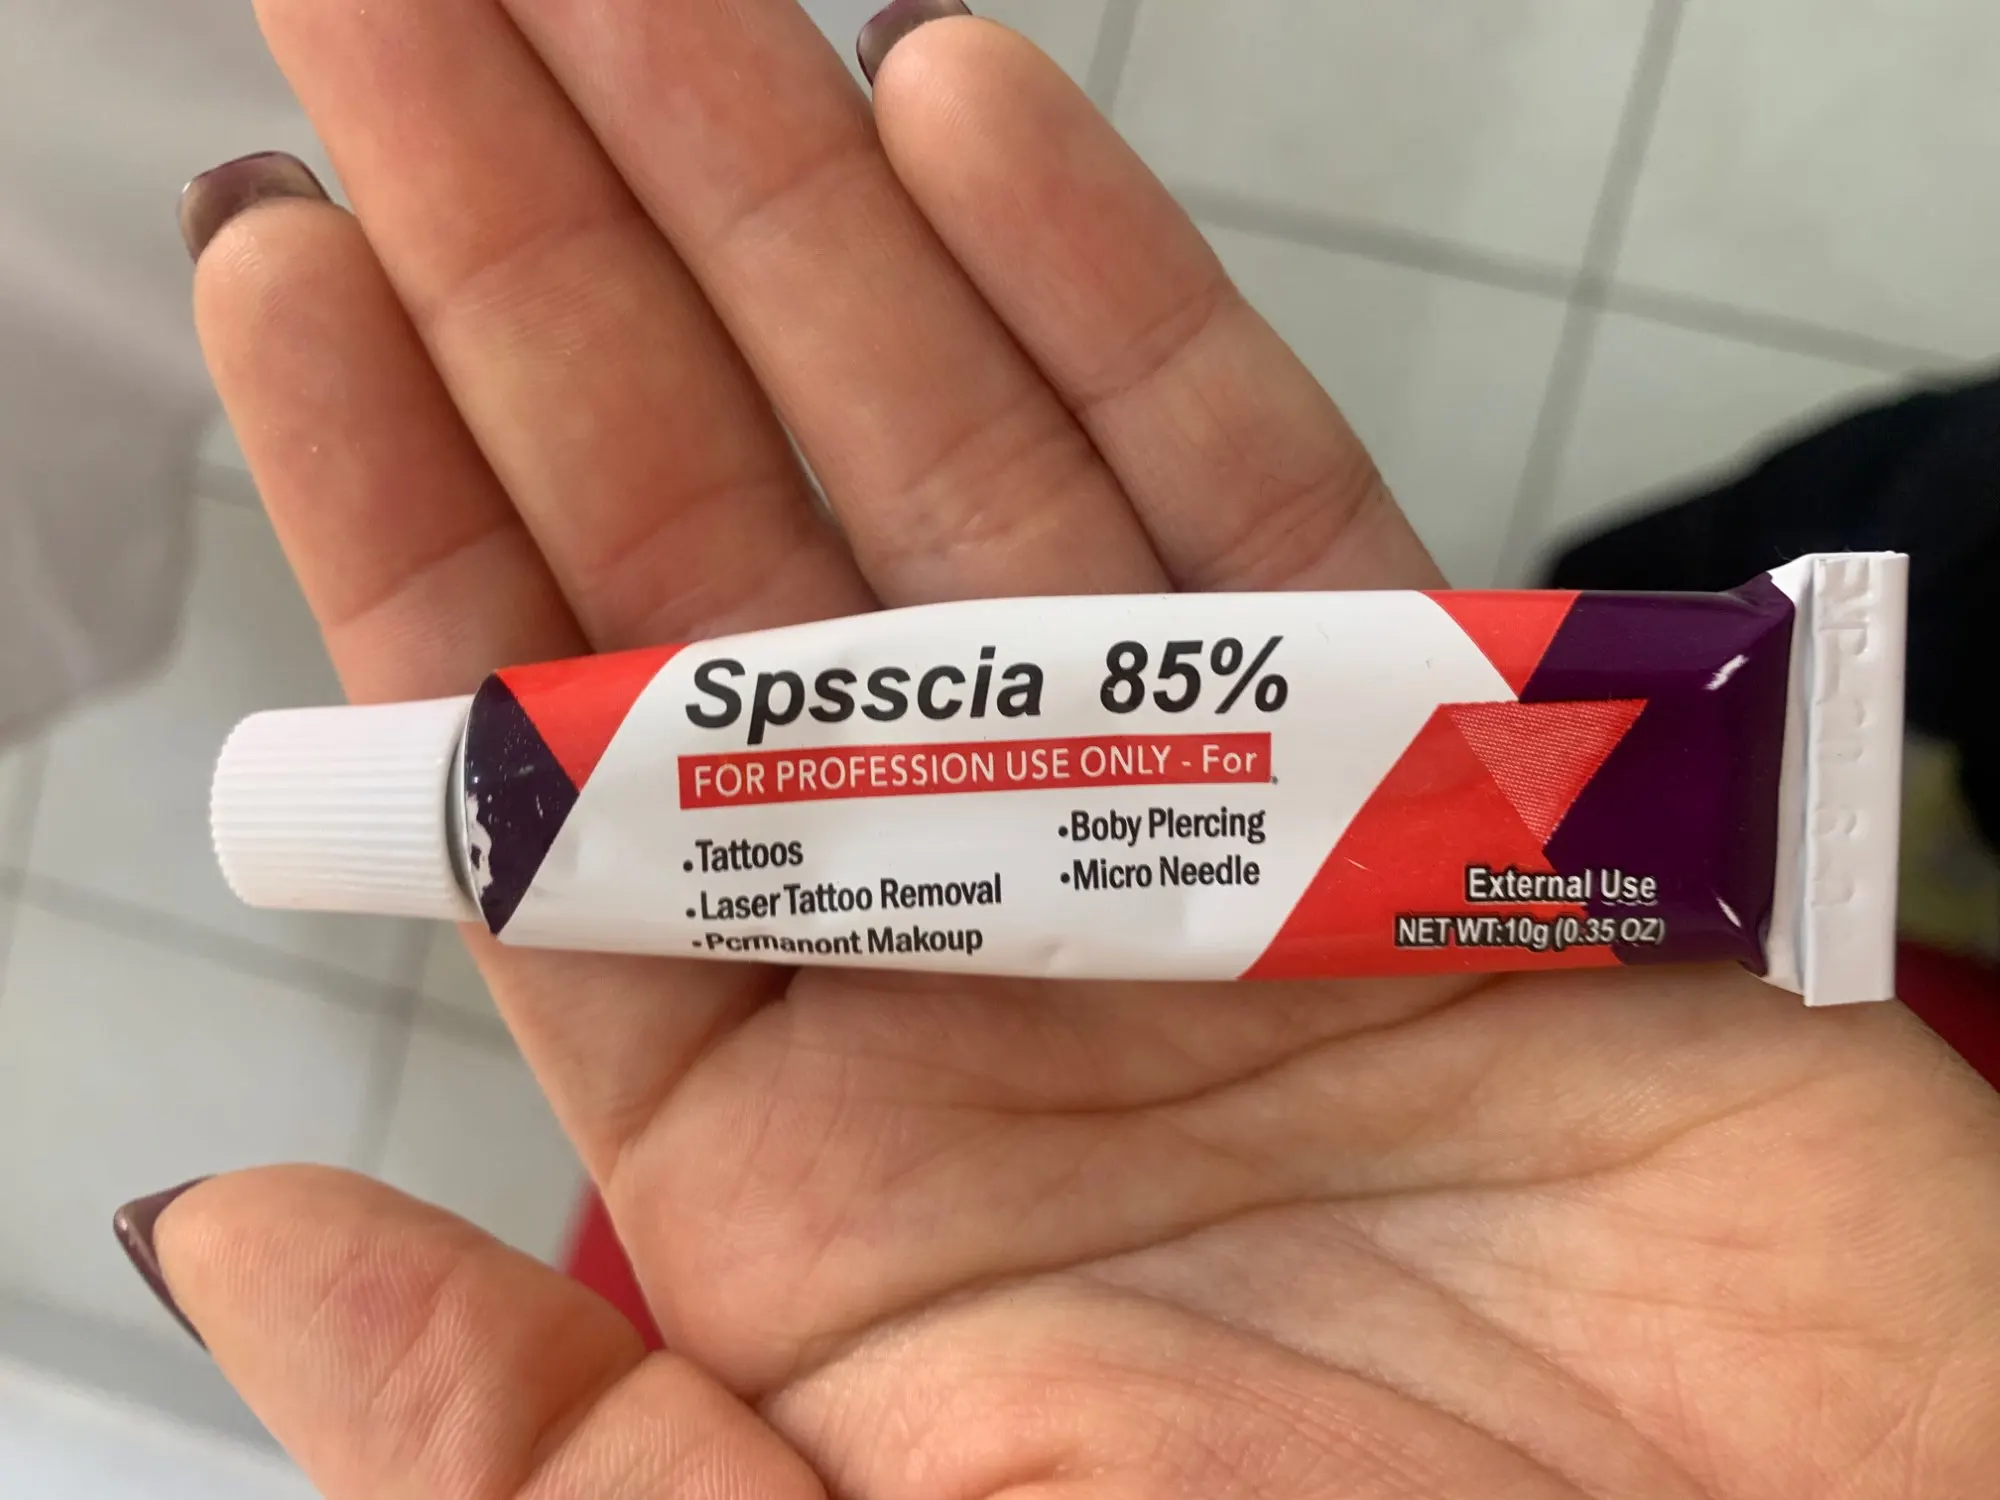 Spsscia 85%
FOR PROFESSION USE ONLY - For
•Tattoos
•Laser Tattoo Removal
•Permanont Makoup
•Boby Plercing
•Micro Needle
External Use
NET WT:10g (0.35 OZ)